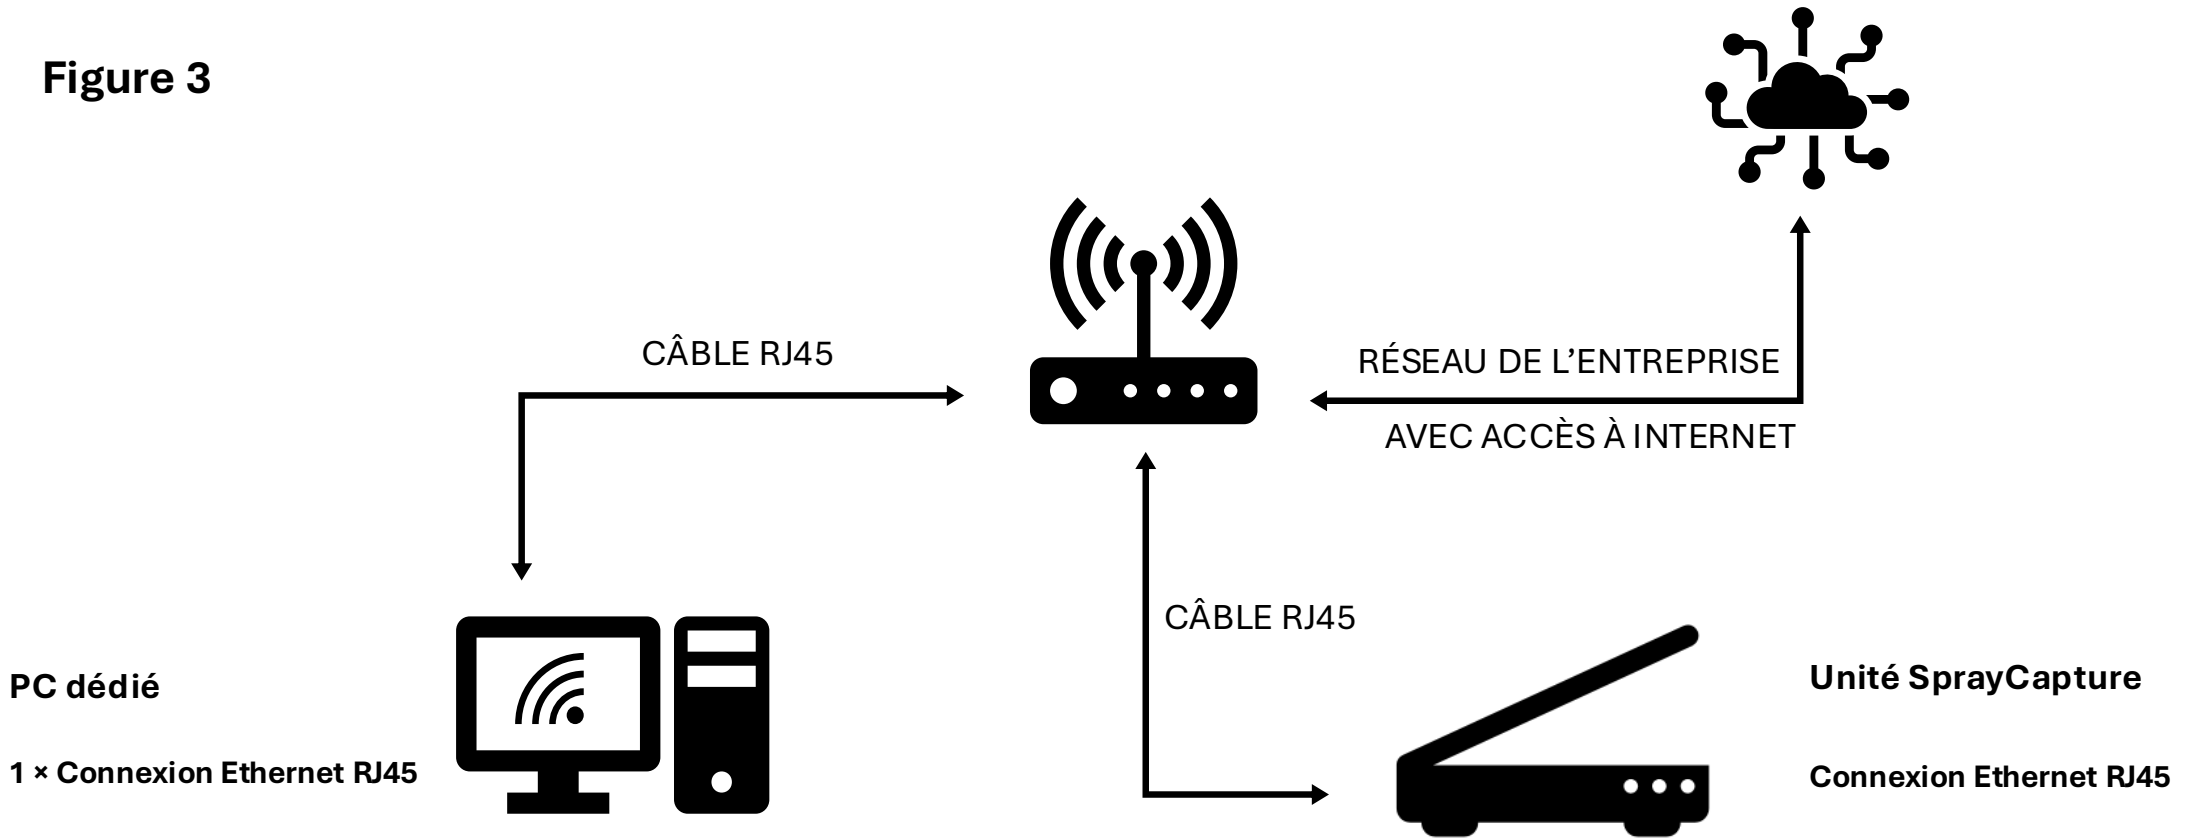 Figure 3
CÂBLE RJ45
RÉSEAU DE L’ENTREPRISE
AVEC ACCÈS À INTERNET
CÂBLE RJ45
PC dédié
1 × Connexion Ethernet RJ45
Unité SprayCapture
Connexion Ethernet RJ45